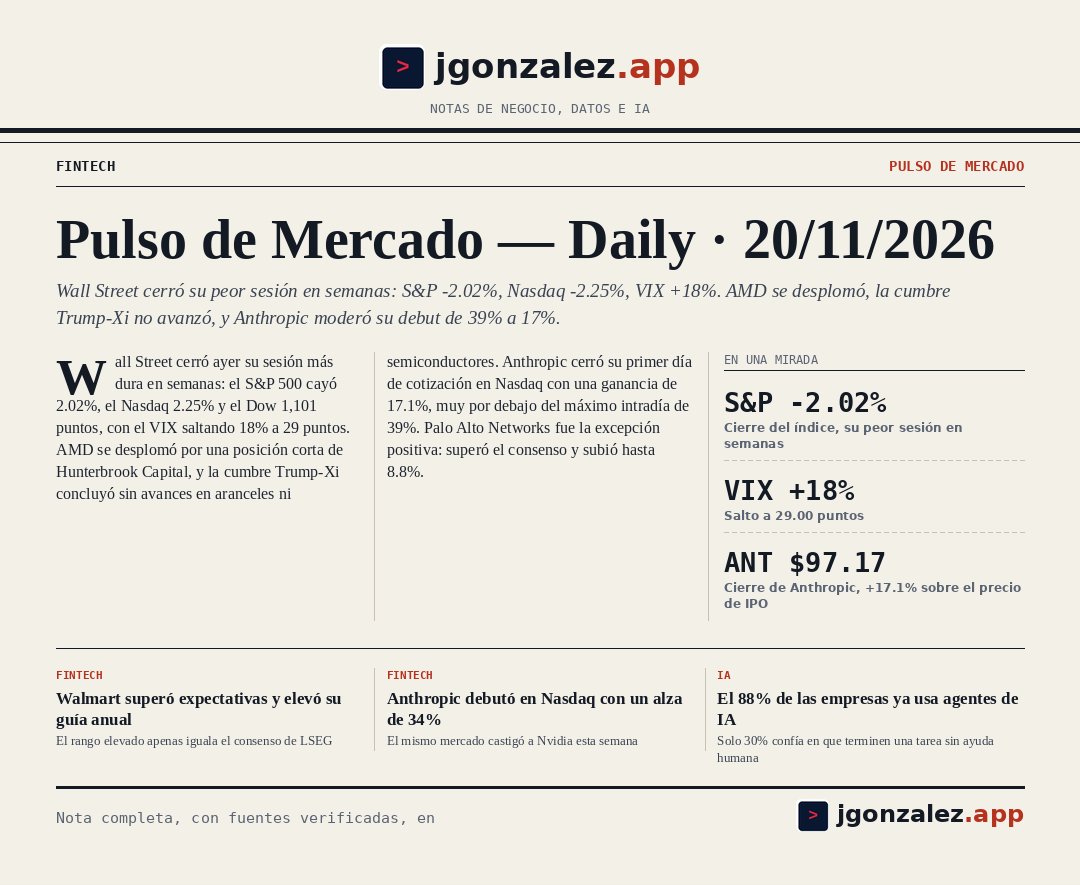 > jgonzalez.app
NOTAS DE NEGOCIO, DATOS E IA
FINTECH
PULSO DE MERCADO
Pulso de Mercado — Daily · 20/11/2026
Wall Street cerró su peor sesión en semanas: S&P -2.02%, Nasdaq -2.25%, VIX +18%. AMD se desplomó, la cumbre
Trump-Xi no avanzó, y Anthropic moderó su debut de 39% a 17%.
Wall Street cerró ayer su sesión más
dura en semanas: el S&P 500 cayó
2.02%, el Nasdaq 2.25% y el Dow 1,101
puntos, con el VIX saltando 18% a 29 puntos.
AMD se desplomó por una posición corta de
Hunterbrook Capital, y la cumbre Trump-Xi
concluyó sin avances en aranceles ni
semiconductores. Anthropic cerró su primer día
de cotización en Nasdaq con una ganancia de
17.1%, muy por debajo del máximo intradía de
39%. Palo Alto Networks fue la excepción
positiva: superó el consenso y subió hasta
8.8%.
EN UNA MIRADA
S&P -2.02%
Cierre del índice, su peor sesión en
semanas
VIX +18%
Salto a 29.00 puntos
ANT $97.17
Cierre de Anthropic, +17.1% sobre el precio
de IPO
FINTECH
Walmart superó expectativas y elevó su
guía anual
El rango elevado apenas iguala el consenso de LSEG
FINTECH
Anthropic debutó en Nasdaq con un alza
de 34%
El mismo mercado castigó a Nvidia esta semana
IA
El 88% de las empresas ya usa agentes de
IA
Solo 30% confía en que terminen una tarea sin ayuda
humana
Nota completa, con fuentes verificadas, en
> jgonzalez.app